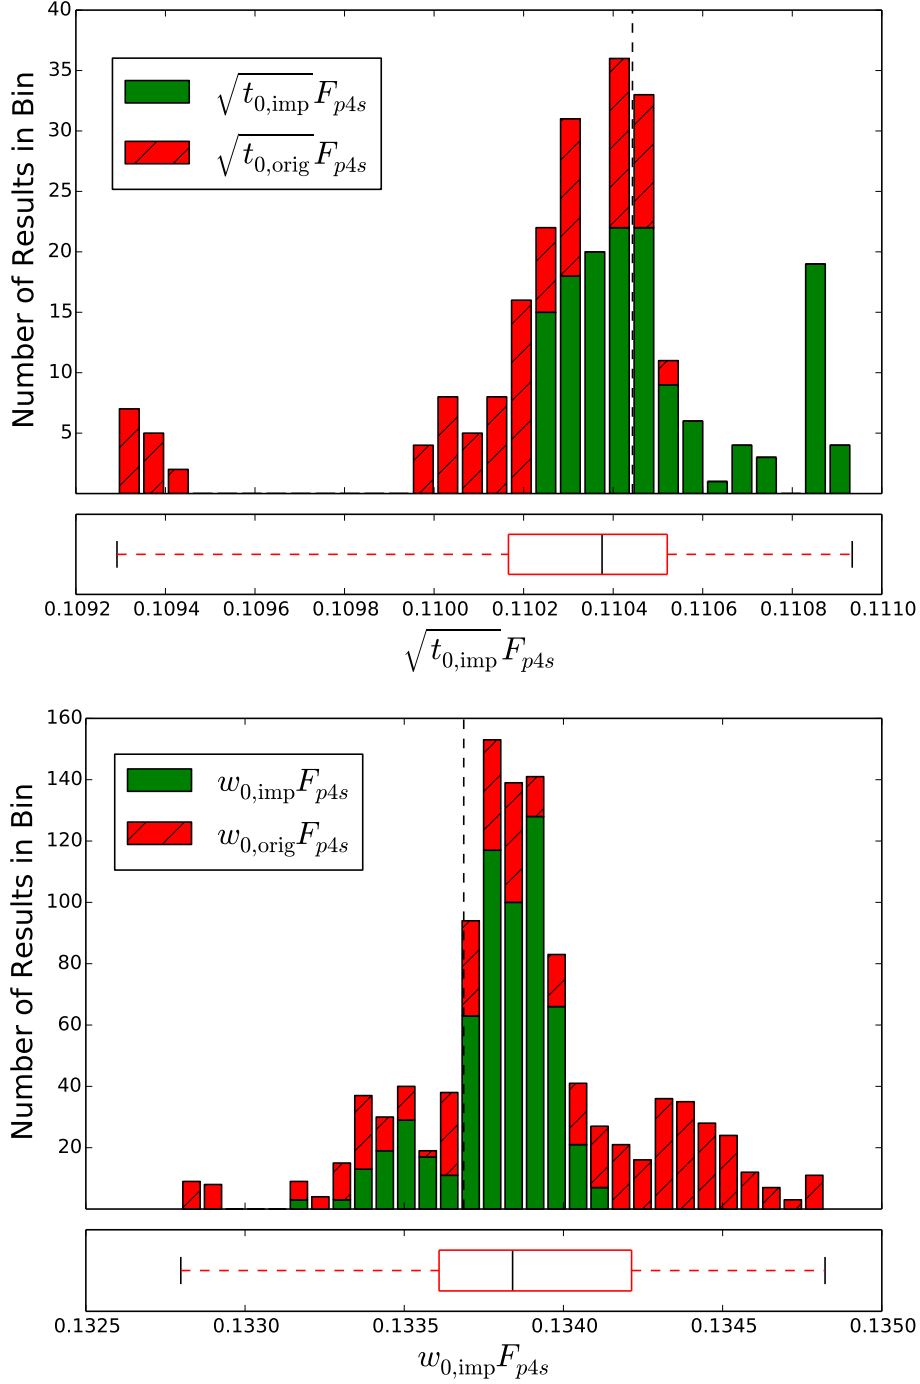 40
35
30
25
20
15
10
5
Number of Results in Bin
√t0,imp Fp4s
√t0,orig Fp4s
0.1092 0.1094 0.1096 0.1098 0.1100 0.1102 0.1104 0.1106 0.1108 0.1110
√t0,imp Fp4s
160
140
120
100
80
60
40
20
Number of Results in Bin
w0,imp Fp4s
w0,orig Fp4s
0.1325 0.1330 0.1335 0.1340 0.1345 0.1350
w0,imp Fp4s